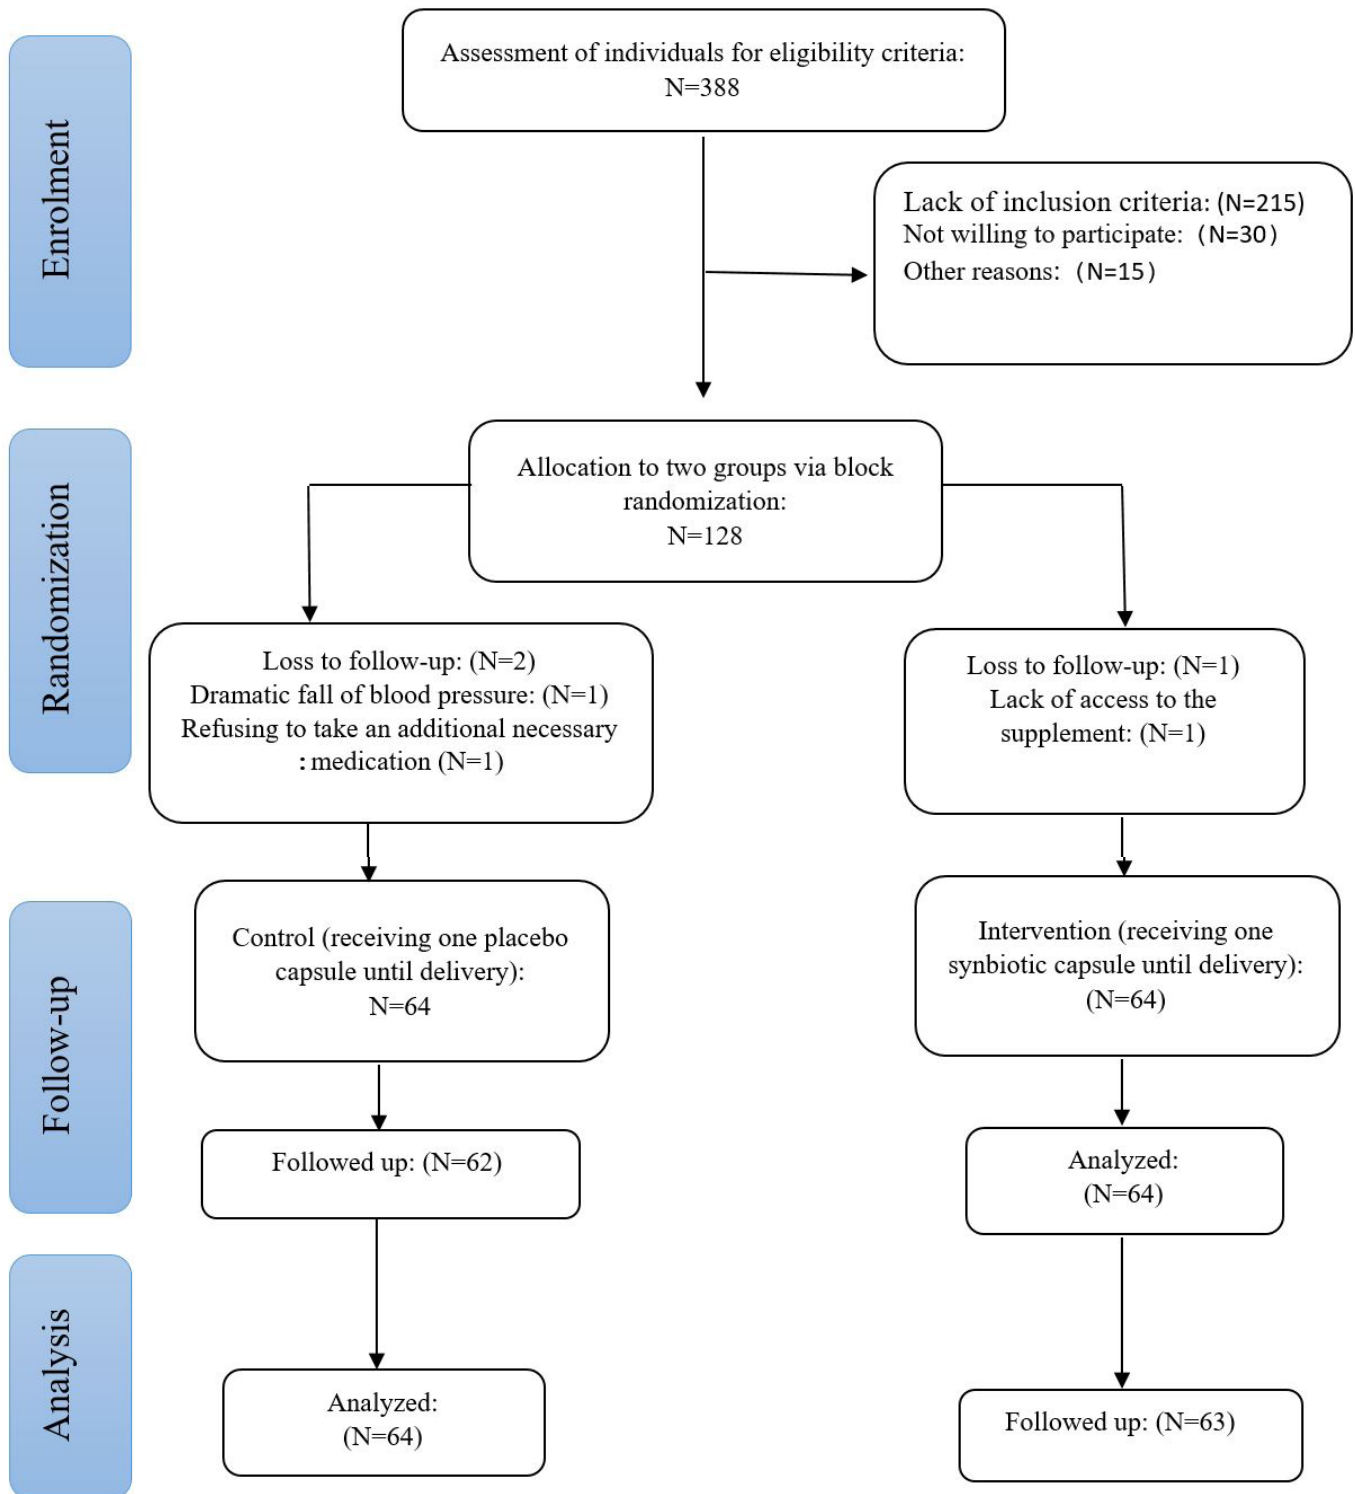 Enrolment
Assessment of individuals for eligibility criteria:
N=388
Lack of inclusion criteria: (N=215)
Not willing to participate: (N=30)
Other reasons: (N=15)
Randomization
Allocation to two groups via block
randomization:
N=128
Loss to follow-up: (N=2)
Dramatic fall of blood pressure: (N=1)
Refusing to take an additional necessary
: medication (N=1)
Loss to follow-up: (N=1)
Lack of access to the
supplement: (N=1)
Follow-up
Control (receiving one placebo
capsule until delivery):
N=64
Intervention (receiving one
synbiotic capsule until delivery):
(N=64)
Followed up: (N=62)
Analyzed:
(N=64)
Analysis
Analyzed:
(N=64)
Followed up: (N=63)